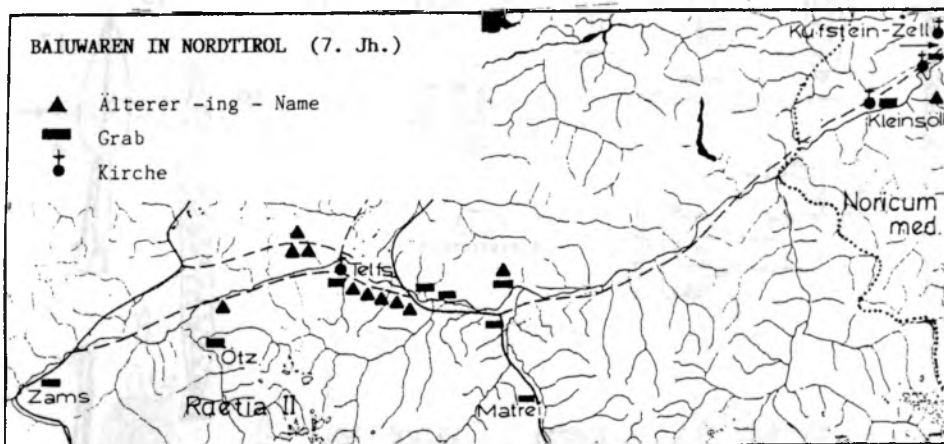 BAIUWAREN IN NORDTIROL (7. Jh.)
Älterer -ing - Name
Grab
Kirche
Kufstein-Zell
Kleinsöll
Noricum
med.
Telfs
Ötz
Zams
Raetia II
Matrei